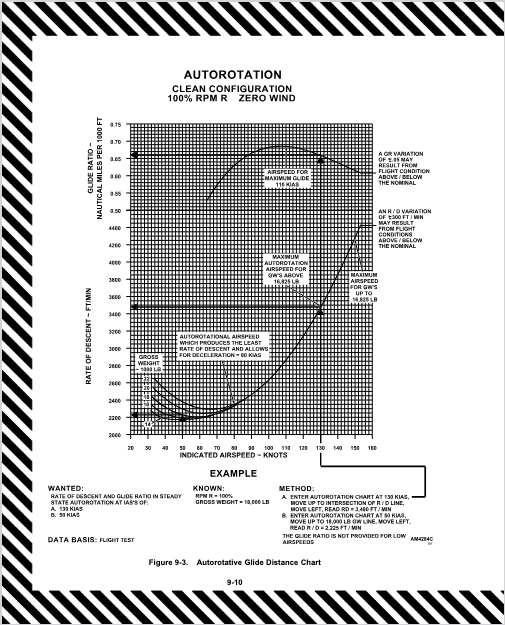 AUTOROTATION
CLEAN CONFIGURATION
100% RPM R ZERO WIND
GLIDE RATIO ~
NAUTICAL MILES PER 1000 FT
0.75
0.70
0.65
0.60
0.55
0.50
AIRSPEED FOR
MAXIMUM GLIDE
110 KIAS
A GR VARIATION
OF ±.05 MAY
RESULT FROM
FLIGHT CONDITION
ABOVE / BELOW
THE NOMINAL
AN R / D VARIATION
OF ±300 FT / MIN
MAY RESULT
FROM FLIGHT
CONDITIONS
ABOVE / BELOW
THE NOMINAL
RATE OF DESCENT ~ FT/MIN
4400
4200
4000
3800
3600
3400
3200
3000
2800
2600
2400
2200
2000
MAXIMUM
AUTOROTATION
AIRSPEED FOR
GW'S ABOVE
16,825 LB
MAXIMUM
AIRSPEED
FOR GW'S
UP TO
16,825 LB
AUTOROTATIONAL AIRSPEED
WHICH PRODUCES THE LEAST
RATE OF DESCENT AND ALLOWS
FOR DECELERATION = 80 KIAS
GROSS
WEIGHT ~
1000 LB
14
20 30 40 50 60 70 80 90 100 110 120 130 140 150 160
INDICATED AIRSPEED ~ KNOTS
EXAMPLE
WANTED:
RATE OF DESCENT AND GLIDE RATIO IN STEADY
STATE AUTOROTATION AT IAS'S OF:
A. 130 KIAS
B. 50 KIAS
KNOWN:
RPM R = 100%
GROSS WEIGHT = 18,000 LB
METHOD:
A. ENTER AUTOROTATION CHART AT 130 KIAS,
MOVE UP TO INTERSECTION OF R / D LINE,
MOVE LEFT, READ RD = 3,480 FT / MIN
B. ENTER AUTOROTATION CHART AT 50 KIAS,
MOVE UP TO 18,000 LB GW LINE, MOVE LEFT,
READ R / D = 2,225 FT / MIN
THE GLIDE RATIO IS NOT PROVIDED FOR LOW
AIRSPEEDS
DATA BASIS: FLIGHT TEST
AM4284C
Figure 9-3. Autorotative Glide Distance Chart
9-10